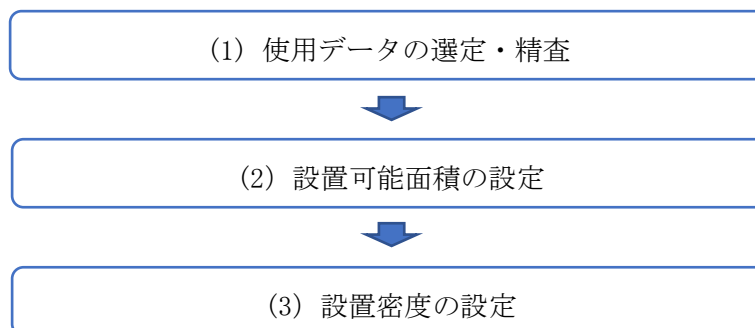 (1) 使用データの選定・精査
(2) 設置可能面積の設定
(3) 設置密度の設定